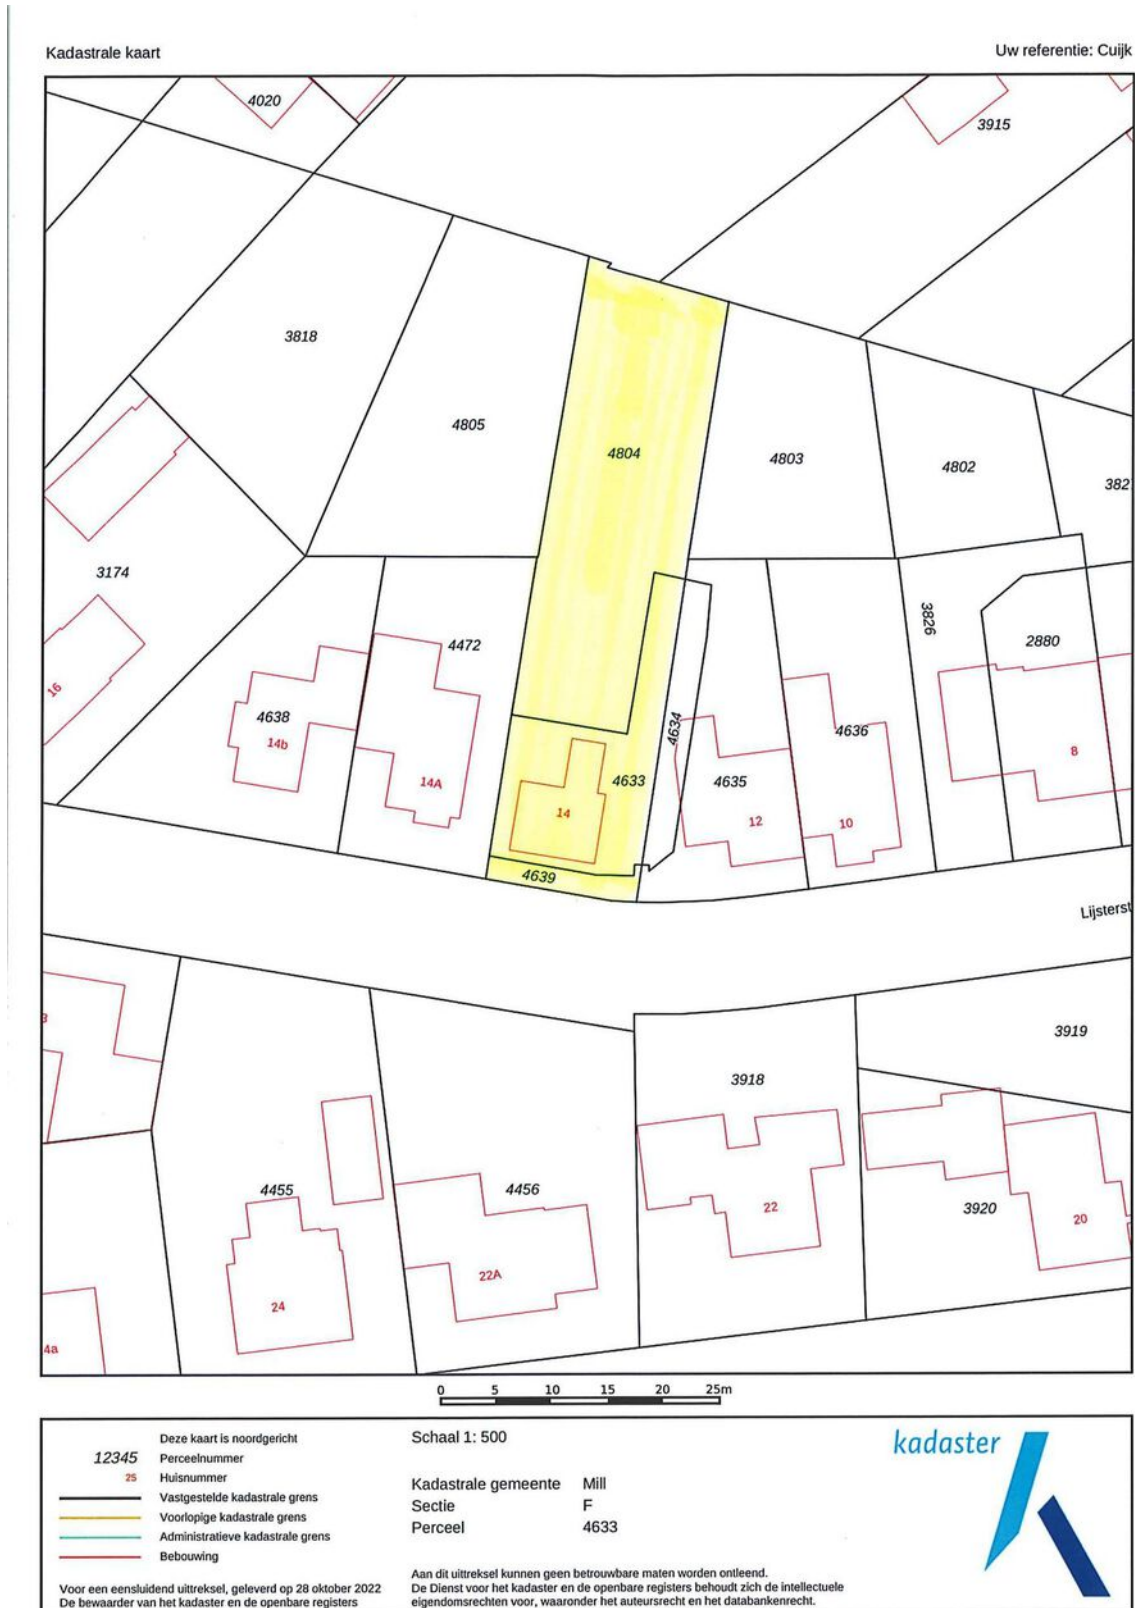 Kadastrale kaart
Uw referentie: Cuijk
4020
3915
3818
4805
4804
4803
4802
382
3174
4472
3826
2880
16
4638
14b
4634
4636
14A
4633
4635
8
14
12
10
4639
Lijsterst
3
3919
3918
4455
4456
3920
22
20
22A
24
4a
0 5 10 15 20 25m
Deze kaart is noordgericht
12345 Perceelnummer
25 Huisnummer
Vastgestelde kadastrale grens
Voorlopige kadastrale grens
Administratieve kadastrale grens
Bebouwing
Voor een eensluidend uittreksel, geleverd op 28 oktober 2022
De bewaarder van het kadaster en de openbare registers
Schaal 1: 500
Kadastrale gemeente Mill
Sectie F
Perceel 4633
Aan dit uittreksel kunnen geen betrouwbare maten worden ontleend.
De Dienst voor het kadaster en de openbare registers behoudt zich de intellectuele
eigendomsrechten voor, waaronder het auteursrecht en het databankenrecht.
kadaster